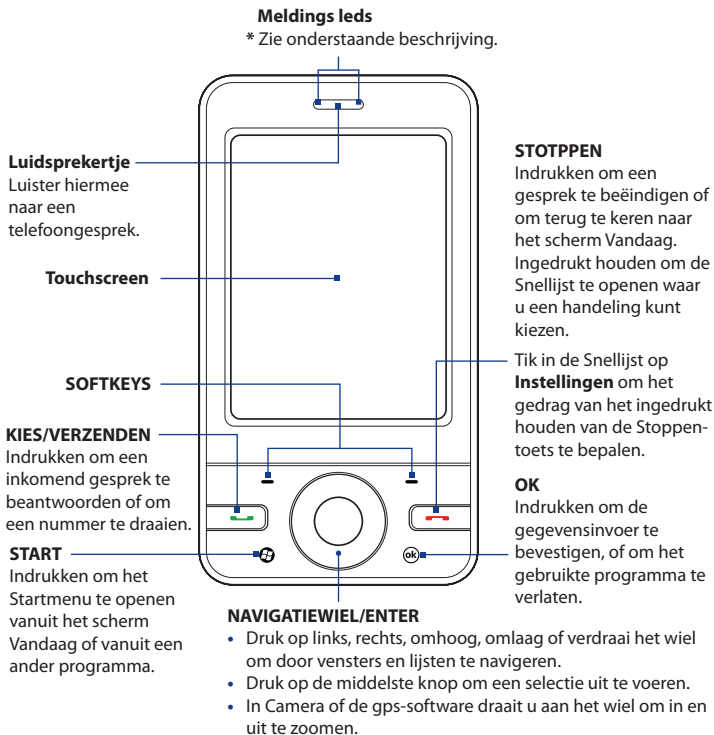 Meldings leds
* Zie onderstaande beschrijving.
Luidsprekertje
Luister hiermee
naar een
telefoongesprek.
Touchscreen
SOFTKEYS
KIES/VERZENDEN
Indrukken om een
inkomend gesprek te
beantwoorden of om
een nummer te draaien.
START
Indrukken om het
Startmenu te openen
vanuit het scherm
Vandaag of vanuit een
ander programma.
STOTPPEN
Indrukken om een
gesprek te beëindigen of
om terug te keren naar
het scherm Vandaag.
Ingedrukt houden om de
Snellijst te openen waar
u een handeling kunt
kiezen.
Tik in de Snellijst op
Instellingen om het
gedrag van het ingedrukt
houden van de Stoppen-
toets te bepalen.
OK
Indrukken om de
gegevensinvoer te
bevestigen, of om het
gebruikte programma te
verlaten.
ok
NAVIGATIEWIEL/ENTER
• Druk op links, rechts, omhoog, omlaag of verdraai het wiel
om door vensters en lijsten te navigeren.
• Druk op de middelste knop om een selectie uit te voeren.
• In Camera of de gps-software draait u aan het wiel om in en
uit te zoomen.